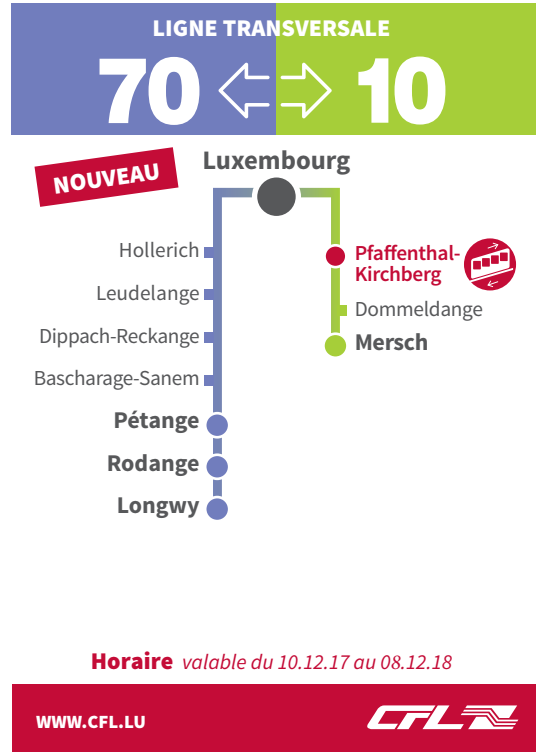 LIGNE TRANSVERSALE
70 10
NOUVEAU
Luxembourg
Hollerich
Leudelange
Dippach-Reckange
Bascharage-Sanem
Pétange
Rodange
Longwy
Pfaffenthal-
Kirchberg
Dommeldange
Mersch
Horaire valable du 10.12.17 au 08.12.18
WWW.CFL.LU
CFL